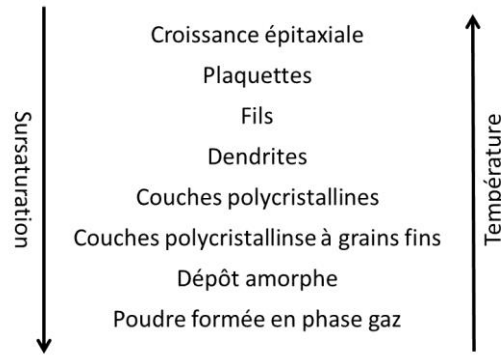 Croissance épitaxiale
Plaquettes
Fils
Dendrites
Couches polycristallines
Couches polycristallinse à grains fins
Dépôt amorphe
Poudre formée en phase gaz
Sursaturation
Température